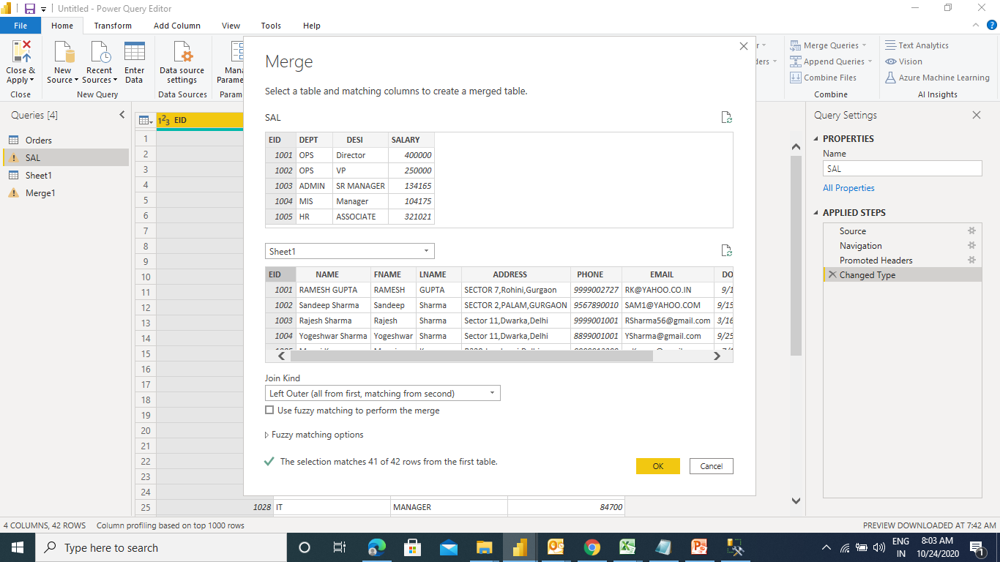 Untitled - Power Query Editor
File Home Transform Add Column View Tools Help
Close & Apply
New Source
Recent Sources
Enter Data
Data source settings
Merge Queries
Append Queries
Combine Files
Text Analytics
Vision
Azure Machine Learning
Close New Query Data Sources Combine AI Insights
Queries [4]
Orders
SAL
Sheet1
Merge1
123 EID
1
2
3
4
5
6
7
8
9
10
11
12
13
14
15
16
17
18
19
20
21
22
23
24
25 1028 IT MANAGER 84700
Merge
Select a table and matching columns to create a merged table.
SAL
EID DEPT DESI SALARY
1001 OPS Director 400000
1002 OPS VP 250000
1003 ADMIN SR MANAGER 134165
1004 MIS Manager 104175
1005 HR ASSOCIATE 321021
Sheet1
EID NAME FNAME LNAME ADDRESS PHONE EMAIL DO
1001 RAMESH GUPTA RAMESH GUPTA SECTOR 7,Rohini,Gurgaon 9999002727 RK@YAHOO.CO.IN 9/1
1002 Sandeep Sharma Sandeep Sharma SECTOR 2,PALAM,GURGAON 9567890010 SAM1@YAHOO.COM 9/15
1003 Rajesh Sharma Rajesh Sharma Sector 11,Dwarka,Delhi 9999001001 RSharma56@gmail.com 3/16
1004 Yogeshwar Sharma Yogeshwar Sharma Sector 11,Dwarka,Delhi 8899001001 YSharma@gmail.com 9/25
Join Kind
Left Outer (all from first, matching from second)
Use fuzzy matching to perform the merge
Fuzzy matching options
The selection matches 41 of 42 rows from the first table.
OK Cancel
Query Settings
PROPERTIES
Name
SAL
All Properties
APPLIED STEPS
Source
Navigation
Promoted Headers
Changed Type
4 COLUMNS, 42 ROWS Column profiling based on top 1000 rows
PREVIEW DOWNLOADED AT 7:42 AM
Type here to search
ENG
IN
8:03 AM
10/24/2020
1